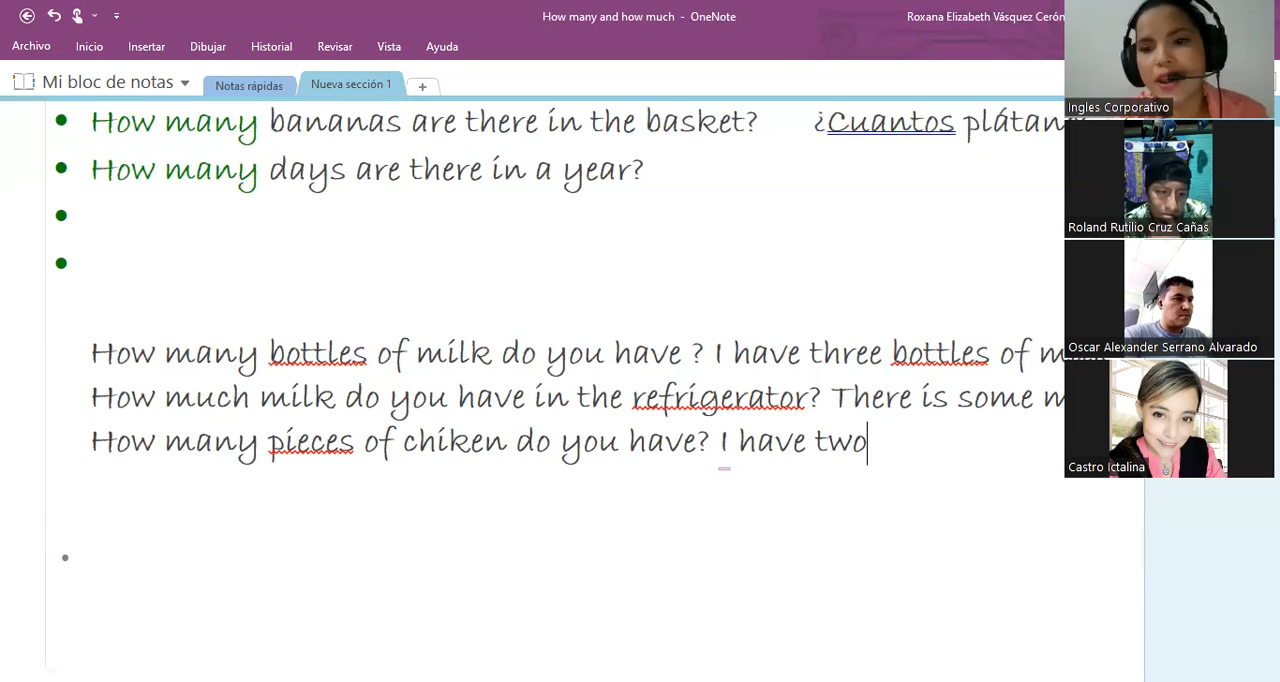 How many and how much - OneNote
Roxana Elizabeth Vásquez Cerón
Archivo Inicio Insertar Dibujar Historial Revisar Vista Ayuda
Mi bloc de notas Notas rápidas Nueva sección 1
How many bananas are there in the basket? ¿Cuantos
How many days are there in a year?
How many bottles of milk do you have ? I have three bottles of
How much milk do you have in the refrigerator? There is some
How many pieces of chiken do you have? I have two
Ingles Corporativo
Roland Rutilio Cruz Cañas
Oscar Alexander Serrano Alvarado
Castro Ictalina